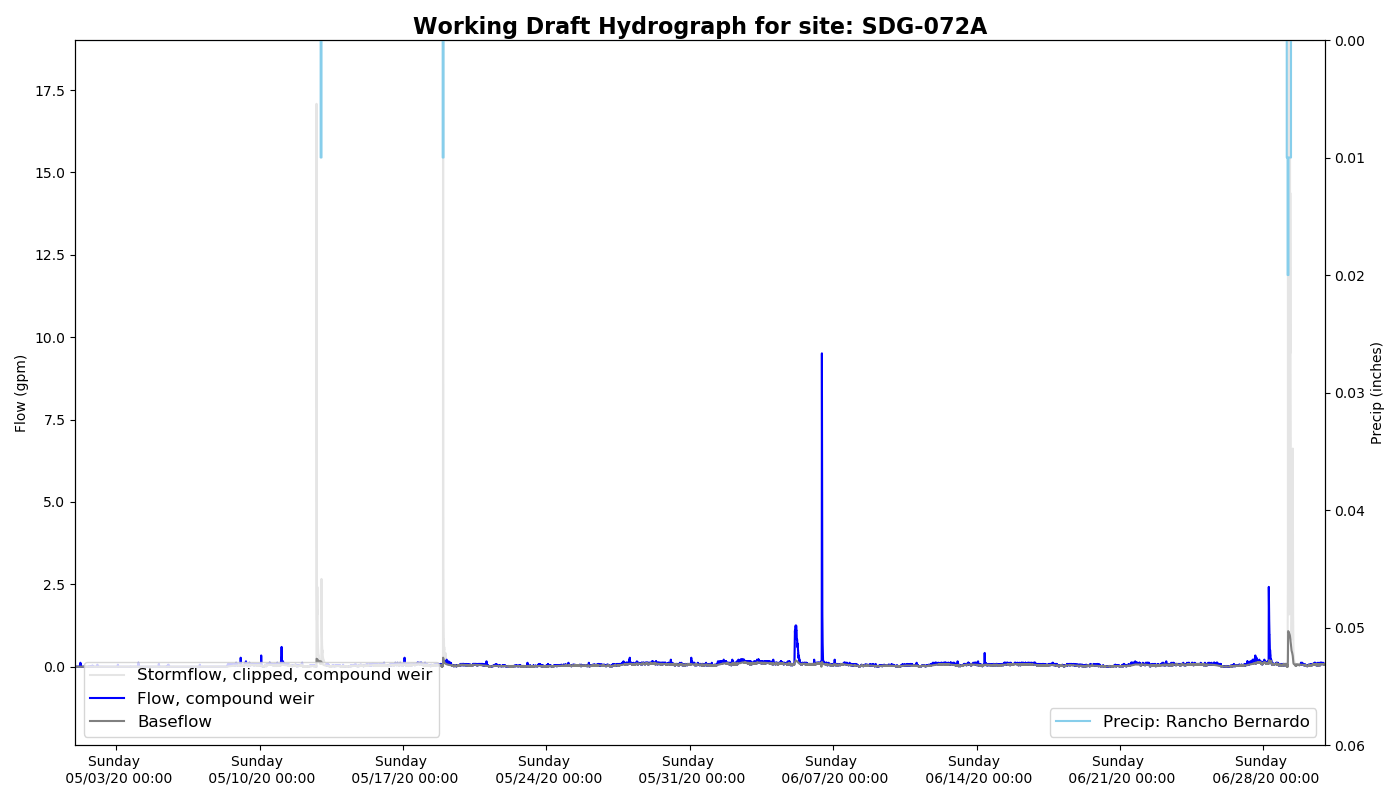 Working Draft Hydrograph for site: SDG-072A
Flow (gpm)
17.5
15.0
12.5
10.0
7.5
5.0
2.5
0.0
Precip (inches)
0.00
0.01
0.02
0.03
0.04
0.05
0.06
Stormflow, clipped, compound weir
Flow, compound weir
Baseflow
Precip: Rancho Bernardo
Sunday
05/03/20 00:00
Sunday
05/10/20 00:00
Sunday
05/17/20 00:00
Sunday
05/24/20 00:00
Sunday
05/31/20 00:00
Sunday
06/07/20 00:00
Sunday
06/14/20 00:00
Sunday
06/21/20 00:00
Sunday
06/28/20 00:00